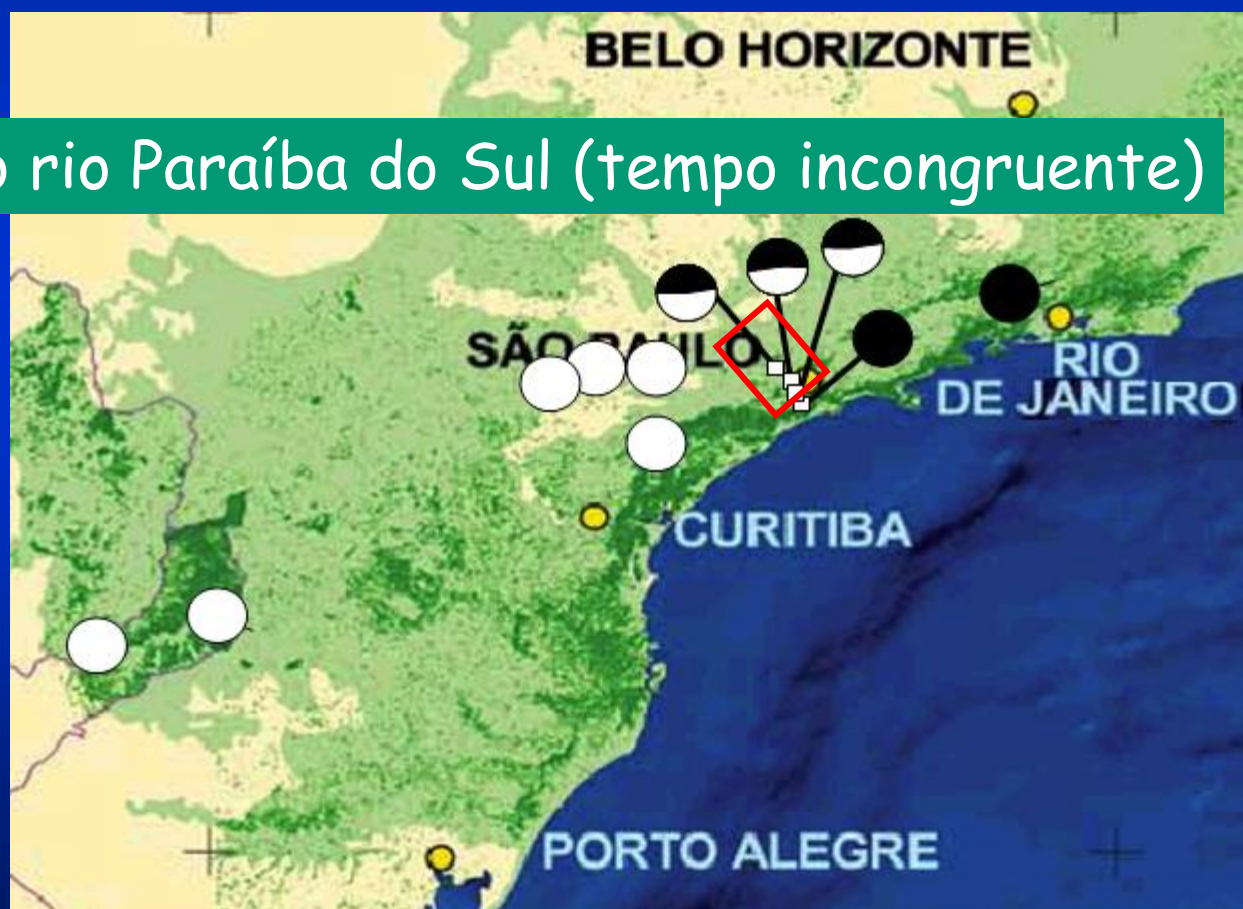 BELO HORIZONTE
o rio Paraíba do Sul (tempo incongruente)
SÃO PAULO
RIO
DE JANEIRO
CURITIBA
PORTO ALEGRE